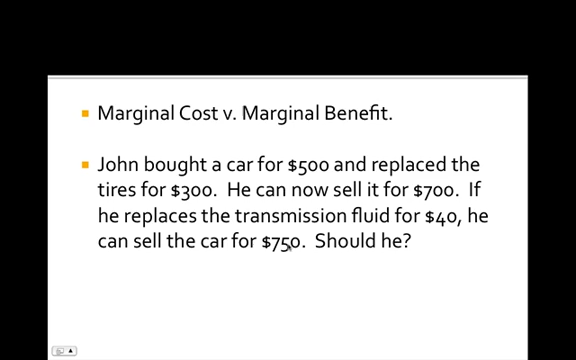 Marginal Cost v. Marginal Benefit.
John bought a car for $500 and replaced the
tires for $300. He can now sell it for $700. If
he replaces the transmission fluid for $40, he
can sell the car for $750. Should he?